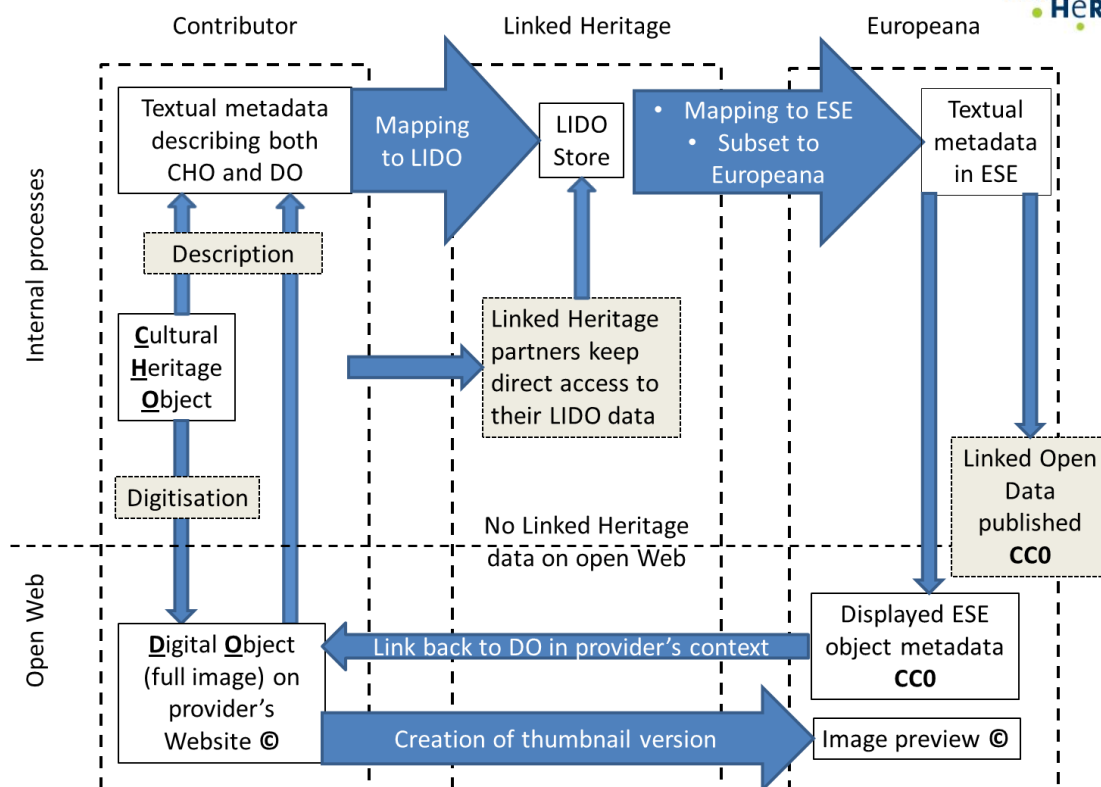 HeR
Contributor
Linked Heritage
Europeana
Internal processes
Open Web
Textual metadata
describing both
CHO and DO
Mapping
to LIDO
LIDO
Store
• Mapping to ESE
• Subset to
Europeana
Textual
metadata
in ESE
Description
Cultural
Heritage
Object
Linked Heritage
partners keep
direct access to
their LIDO data
Digitisation
Linked Open
Data
published
CC0
No Linked Heritage
data on open Web
Digital Object
(full image) on
provider's
Website ©
Link back to DO in provider's context
Displayed ESE
object metadata
CC0
Creation of thumbnail version
Image preview ©